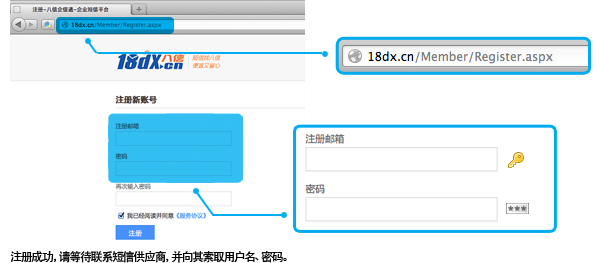 注册-八信企信通-企业短信平台
18dx.cn/Member/Register.aspx
18dx.cn/Member/Register.aspx
18dx.cn 八信
短信找八信
便宜又省心
注册新账号
注册邮箱
密码
再次输入密码
我已经阅读并同意《服务协议》
注册
注册邮箱
密码
***
注册成功, 请等待联系短信供应商, 并向其索取用户名、密码。